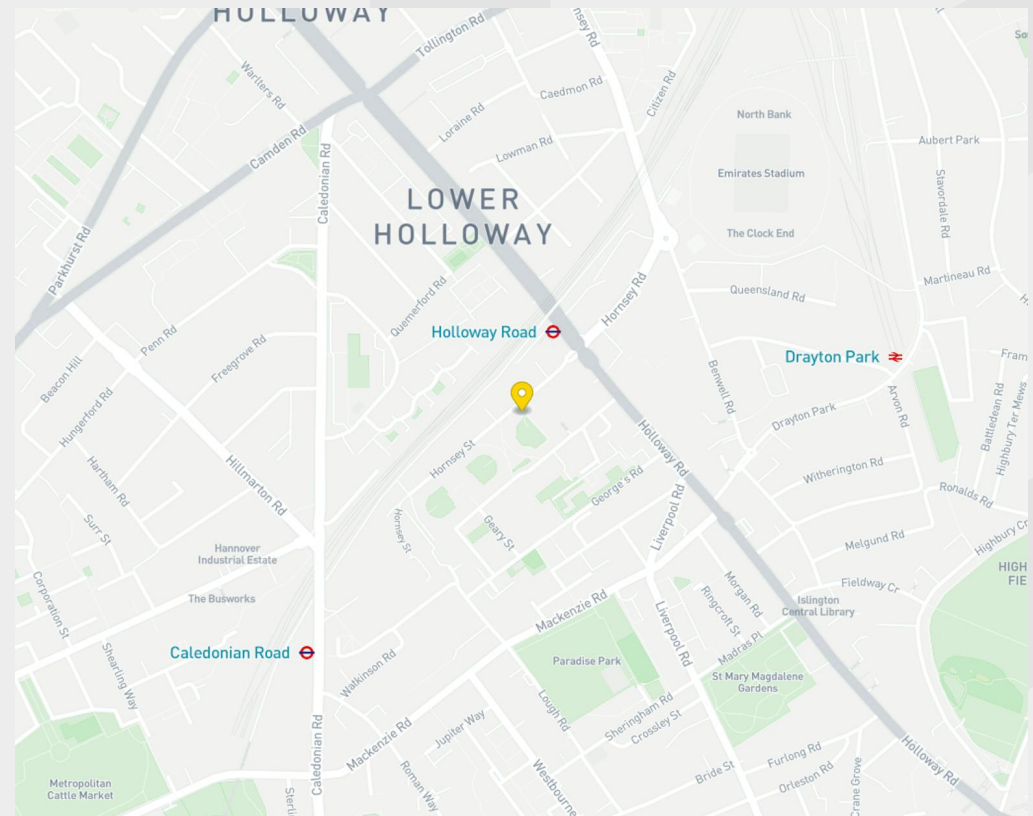 HOLLOWAY
Tollington Rd
Warlters Rd
Caedmon Rd
Citizen Rd
Loraine Rd
North Bank
Camden Rd
Lowman Rd
Aubert Park
Caledonian Rd
Emirates Stadium
Stavordale Rd
LOWER
HOLLOWAY
The Clock End
Parkhurst Rd
Martineau Rd
Queensland Rd
Hornsey Rd
Quemerford Rd
Penn Rd
Holloway Road
Freegrove Rd
Drayton Park
Fram
Beacon Hill
Benwell Rd
Arvon Rd
Battledean Rd
Highbury Ter Mews
Hungerford Rd
Drayton Park
Holloway Rd
Hornsey St
Witherington Rd
Hartham Rd
Hillmarton Rd
George's Rd
Ronalds Rd
Liverpool Rd
Surr St
Hornsey St
Geary St
Melgund Rd
Highbury Cr
Hannover
Industrial Estate
HIGH
FIE
Fieldway Cr
Morgan Rd
The Busworks
Corporation St
Mackenzie Rd
Ringcroft St
Islington
Central Library
Liverpool Rd
Madras Pl
Caledonian Road
Shearling Way
Watkinson Rd
Paradise Park
St Mary Magdalene
Gardens
Lough Rd
Sheringham Rd
Crossley St
Jupiter Way
Mackenzie Rd
Caledonian Rd
Holloway Rd
Furlong Rd
Bride St
Orleston Rd
Roman Way
Westbourne
Crane Grove
Metropolitan
Cattle Market